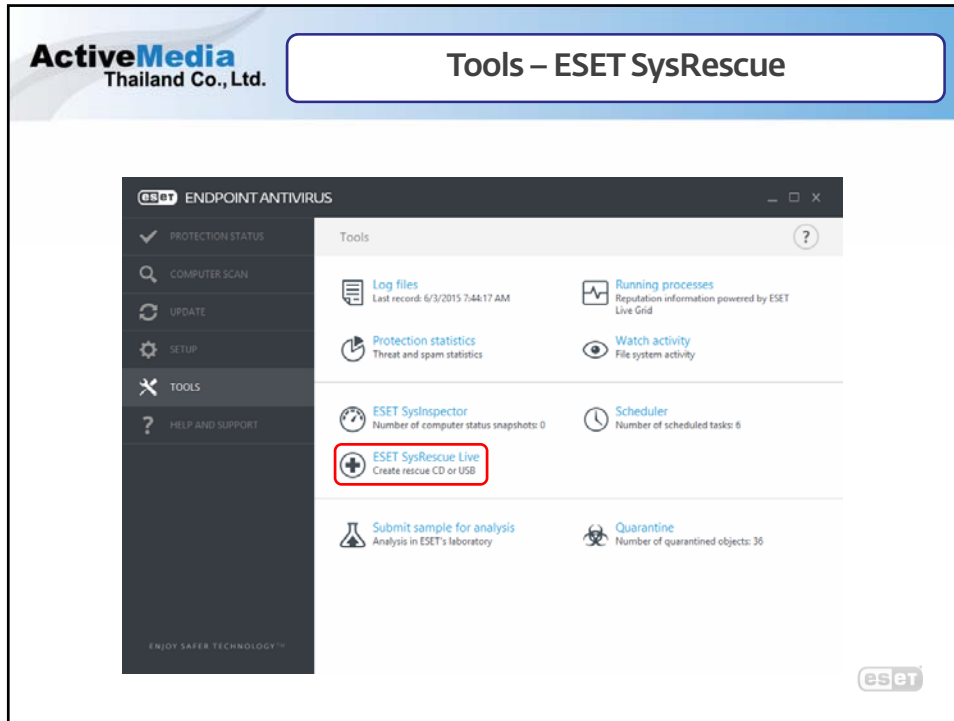 ActiveMedia
Thailand Co., Ltd.
Tools – ESET SysRescue
eset ENDPOINT ANTIVIRUS
PROTECTION STATUS
COMPUTER SCAN
UPDATE
SETUP
TOOLS
? HELP AND SUPPORT
ENJOY SAFER TECHNOLOGY™
Tools
?
Log files
Last record: 6/3/2015 7:44:17 AM
Running processes
Reputation information powered by ESET
Live Grid
Protection statistics
Threat and spam statistics
Watch activity
File system activity
ESET SysInspector
Number of computer status snapshots: 0
Scheduler
Number of scheduled tasks: 6
ESET SysRescue Live
Create rescue CD or USB
Submit sample for analysis
Analysis in ESET's laboratory
Quarantine
Number of quarantined objects: 36
eset